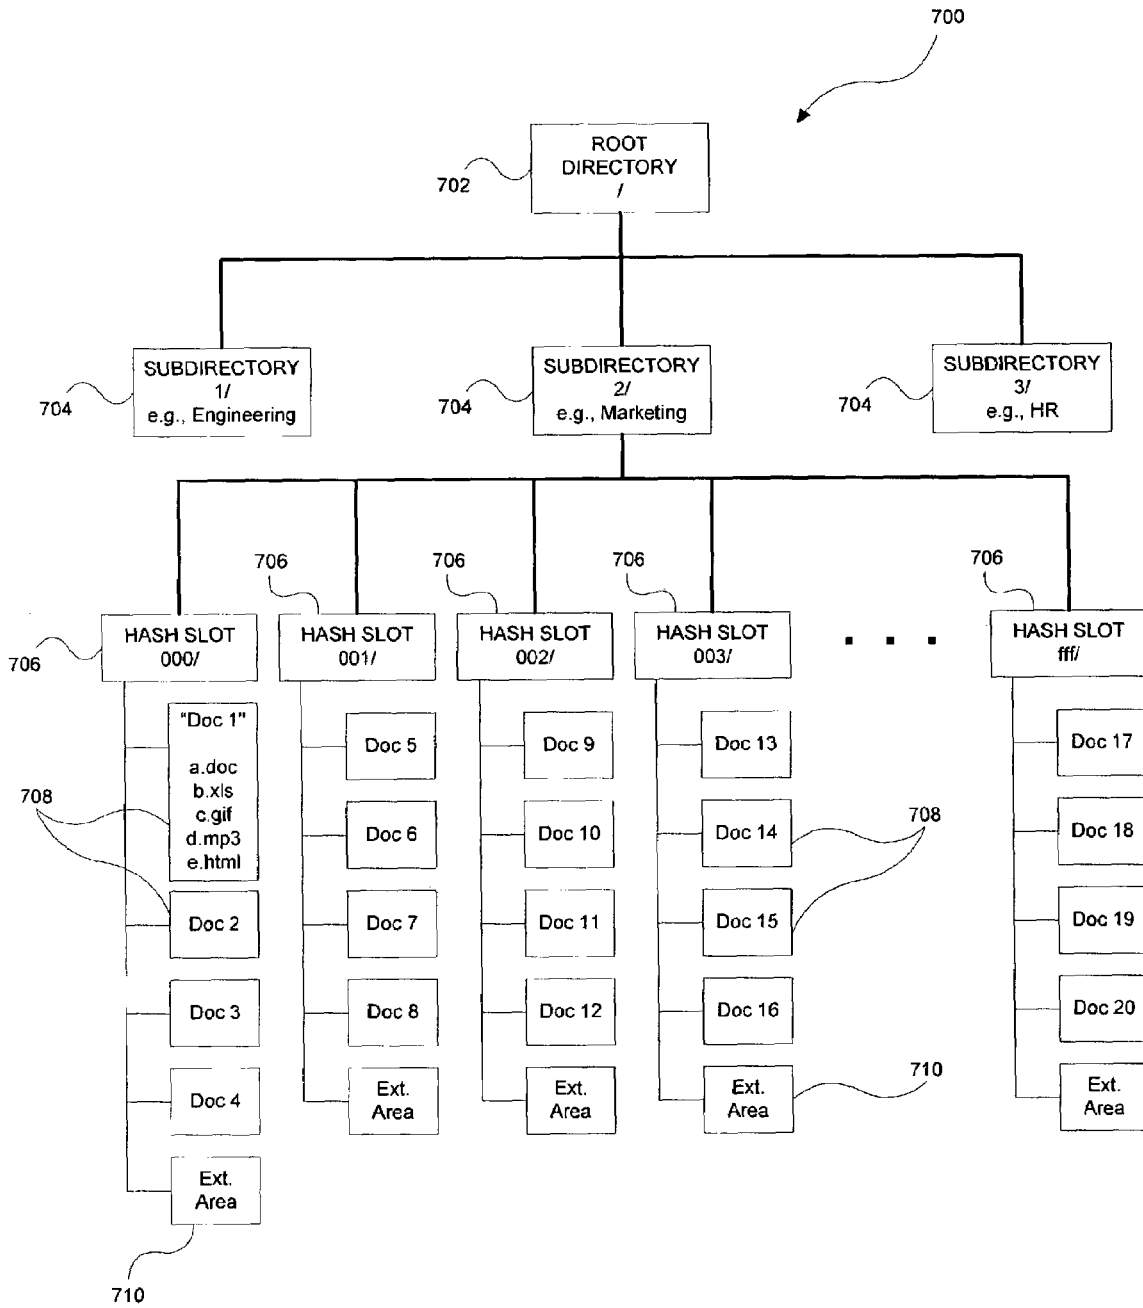 700
ROOT
DIRECTORY
/
702
SUBDIRECTORY
1/
e.g., Engineering
704
SUBDIRECTORY
2/
e.g., Marketing
704
SUBDIRECTORY
3/
e.g., HR
704
706
706
706
706
HASH SLOT
000/
706
HASH SLOT
001/
HASH SLOT
002/
HASH SLOT
003/
. . .
HASH SLOT
fff/
"Doc 1"
a.doc
b.xls
c.gif
d.mp3
e.html
708
Doc 2
Doc 3
Doc 4
Ext.
Area
710
Doc 5
Doc 6
Doc 7
Doc 8
Ext.
Area
Doc 9
Doc 10
Doc 11
Doc 12
Ext.
Area
Doc 13
Doc 14
708
Doc 15
Doc 16
Ext.
Area
710
Doc 17
Doc 18
Doc 19
Doc 20
Ext.
Area